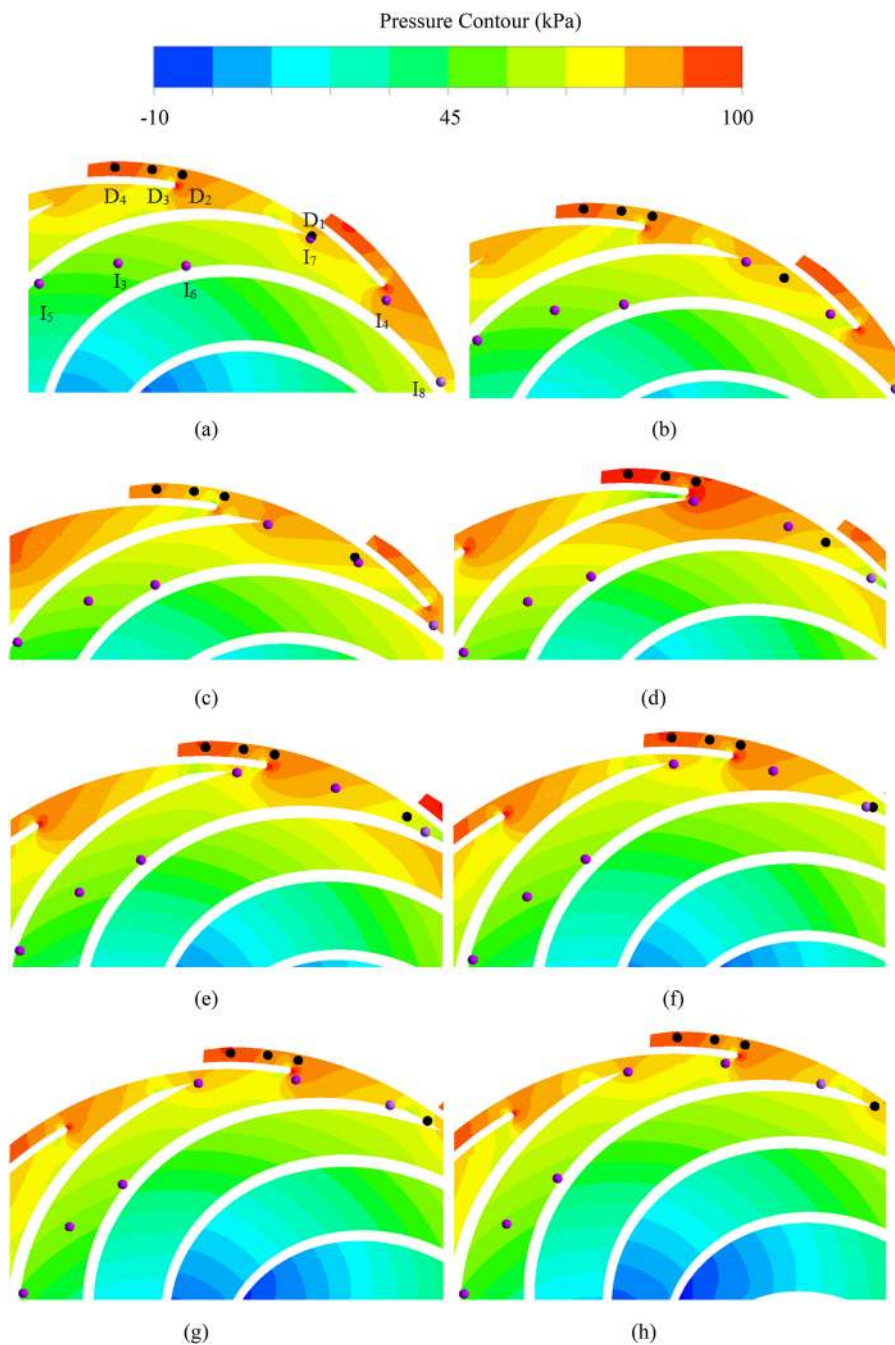 Pressure Contour (kPa)
-10 45 100
D₄ D₃ D₂
D₁
I₇
I₃ I₆
I₅ I₄
I₈
(a) (b)
(c) (d)
(e) (f)
(g) (h)